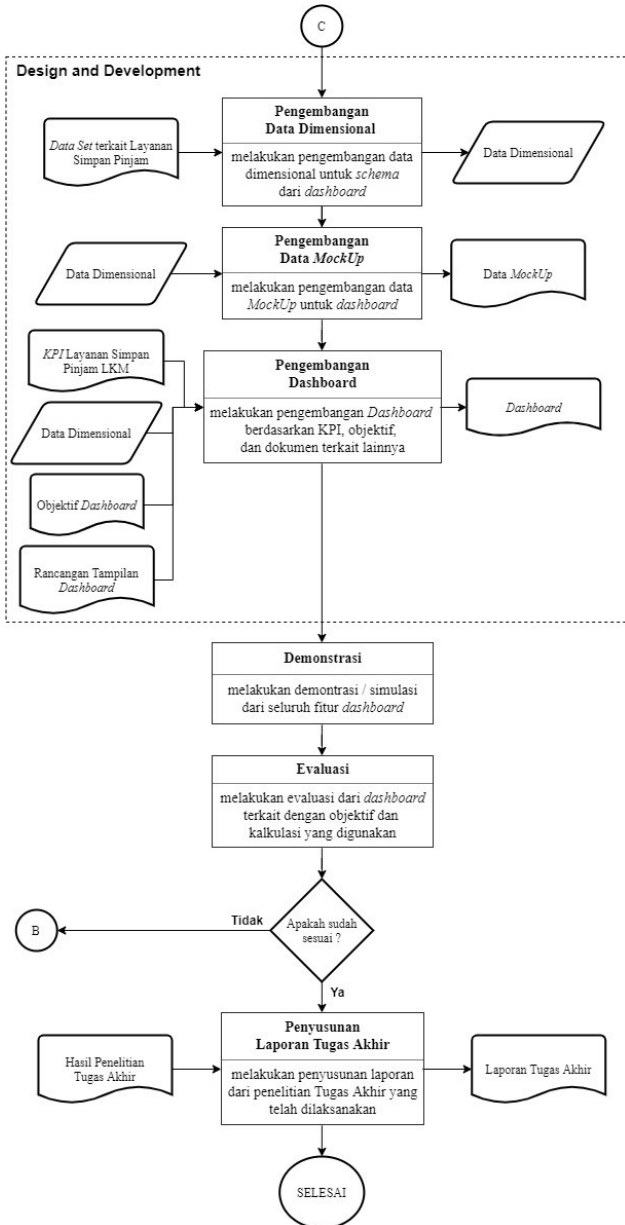 C
Design and Development
Pengembangan
Data Dimensional
Data Set terkait Layanan
Simpan Pinjam
melakukan pengembangan data
dimensional untuk schema
dari dashboard
Data Dimensional
Pengembangan
Data MockUp
Data Dimensional
melakukan pengembangan data
MockUp untuk dashboard
Data MockUp
KPI Layanan Simpan
Pinjam LKM
Pengembangan
Dashboard
melakukan pengembangan Dashboard
berdasarkan KPI, objektif,
dan dokumen terkait lainnya
Dashboard
Data Dimensional
Objektif Dashboard
Rancangan Tampilan
Dashboard
Demonstrasi
melakukan demontrasi / simulasi
dari seluruh fitur dashboard
Evaluasi
melakukan evaluasi dari dashboard
terkait dengan objektif dan
kalkulasi yang digunakan
Apakah sudah
sesuai ?
Tidak
B
Ya
Penyusunan
Laporan Tugas Akhir
Hasil Penelitian
Tugas Akhir
melakukan penyusunan laporan
dari penelitian Tugas Akhir yang
telah dilaksanakan
Laporan Tugas Akhir
SELESAI